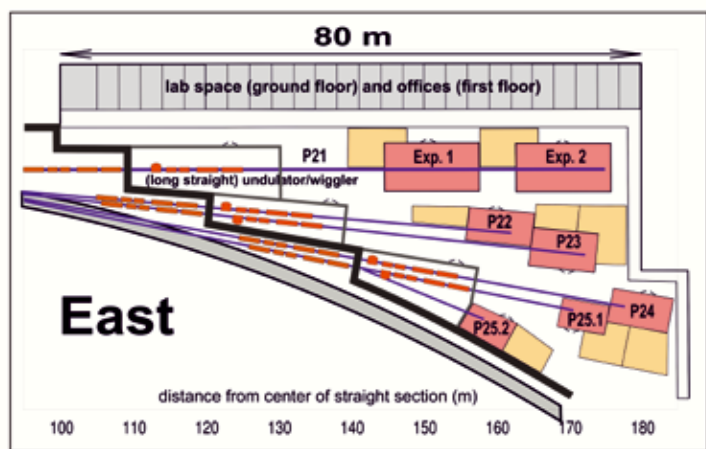 80 m
lab space (ground floor) and offices (first floor)
P21
Exp. 1
Exp. 2
(long straight) undulator/wiggler
P22
P23
East
P25.2
P25.1
P24
distance from center of straight section (m)
100 110 120 130 140 150 160 170 180